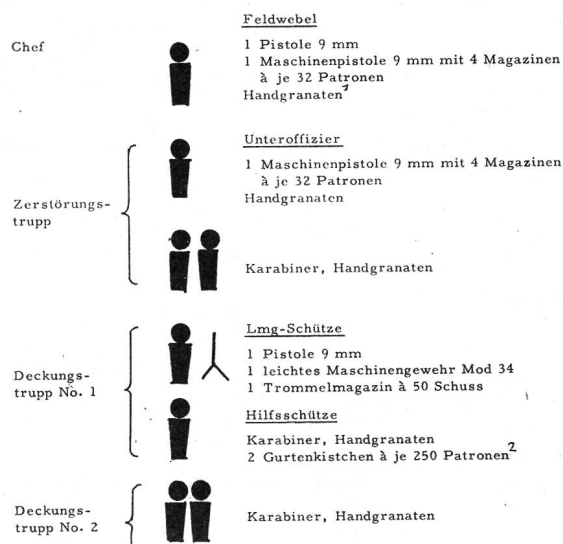 Feldwebel
Chef
1 Pistole 9 mm
1 Maschinenpistole 9 mm mit 4 Magazinen
à je 32 Patronen
Handgranaten1
Unteroffizier
1 Maschinenpistole 9 mm mit 4 Magazinen
à je 32 Patronen
Handgranaten
Zerstörungs-
trupp
Karabiner, Handgranaten
Lmg-Schütze
1 Pistole 9 mm
1 leichtes Maschinengewehr Mod 34
1 Trommelmagazin à 50 Schuss
Deckungs-
trupp No. 1
Hilfsschütze
Karabiner, Handgranaten
2 Gurtenkistchen à je 250 Patronen2
Deckungs-
trupp No. 2
Karabiner, Handgranaten